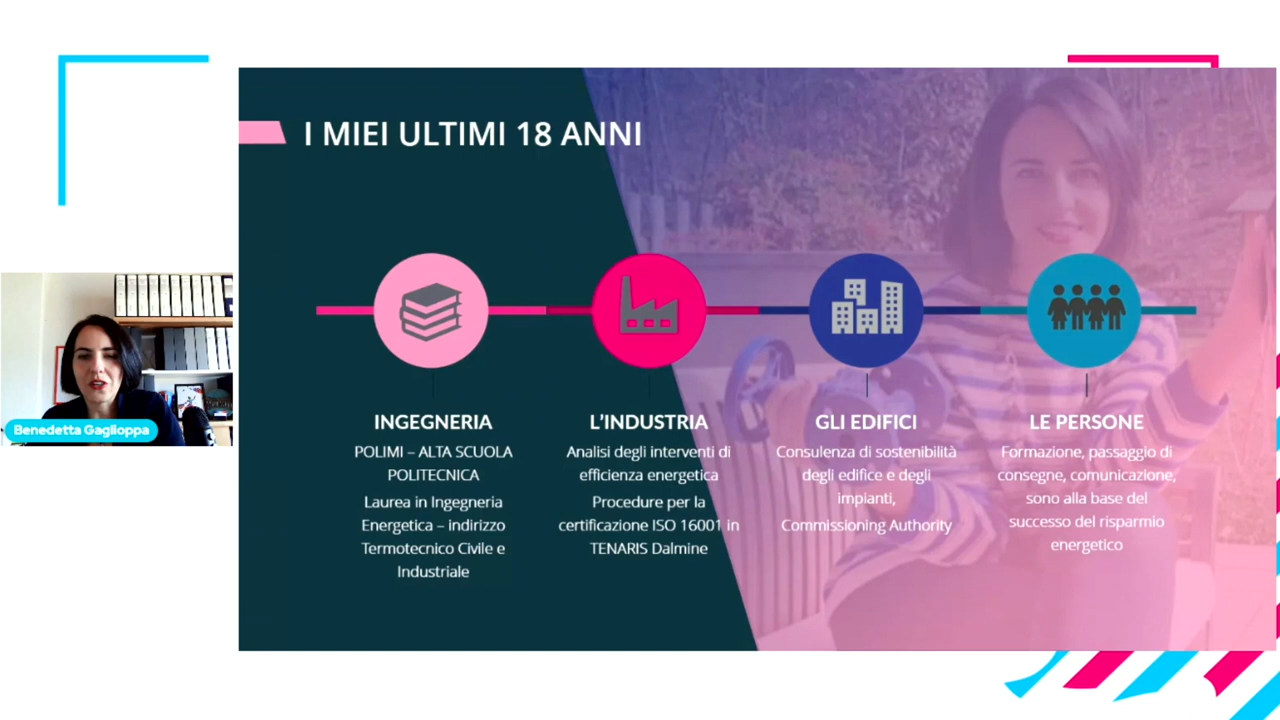 I MIEI ULTIMI 18 ANNI
Benedetta Gaglioppa
INGEGNERIA
POLIMI – ALTA SCUOLA
POLITECNICA
Laurea in Ingegneria
Energetica – indirizzo
Termotecnico Civile e
Industriale
L'INDUSTRIA
Analisi degli interventi di
efficienza energetica
Procedure per la
certificazione ISO 16001 in
TENARIS Dalmine
GLI EDIFICI
Consulenza di sostenibilità
degli edifice e degli
impianti,
Commissioning Authority
LE PERSONE
Formazione, passaggio di
consegne, comunicazione,
sono alla base del
successo del risparmio
energetico